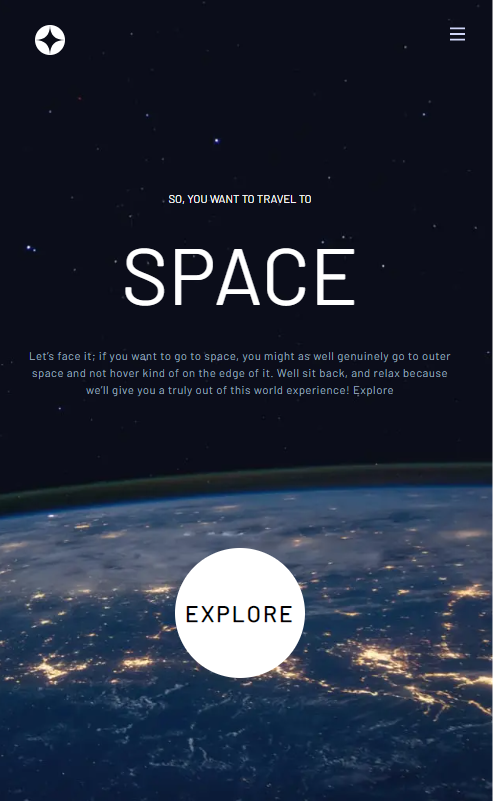 SO, YOU WANT TO TRAVEL TO
SPACE
Let's face it; if you want to go to space, you might as well genuinely go to outer
space and not hover kind of on the edge of it. Well sit back, and relax because
we'll give you a truly out of this world experience! Explore
EXPLORE